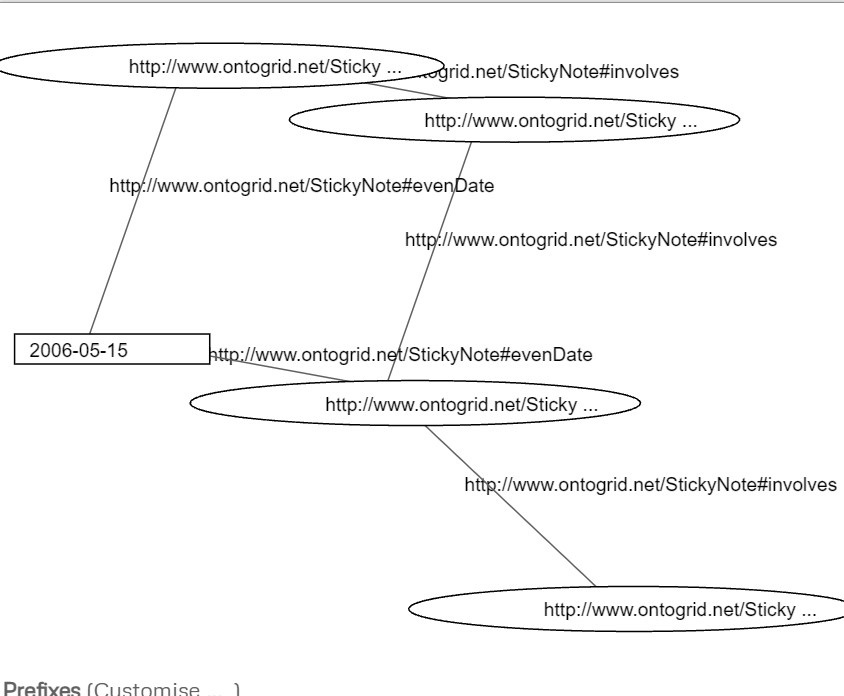 http://www.ontogrid.net/Sticky ...
ogrid.net/StickyNote#involves
http://www.ontogrid.net/Sticky ...
http://www.ontogrid.net/StickyNote#evenDate
http://www.ontogrid.net/StickyNote#involves
2006-05-15
http://www.ontogrid.net/StickyNote#evenDate
http://www.ontogrid.net/Sticky ...
http://www.ontogrid.net/StickyNote#involves
http://www.ontogrid.net/Sticky ...
Prefixes (Customise ... )